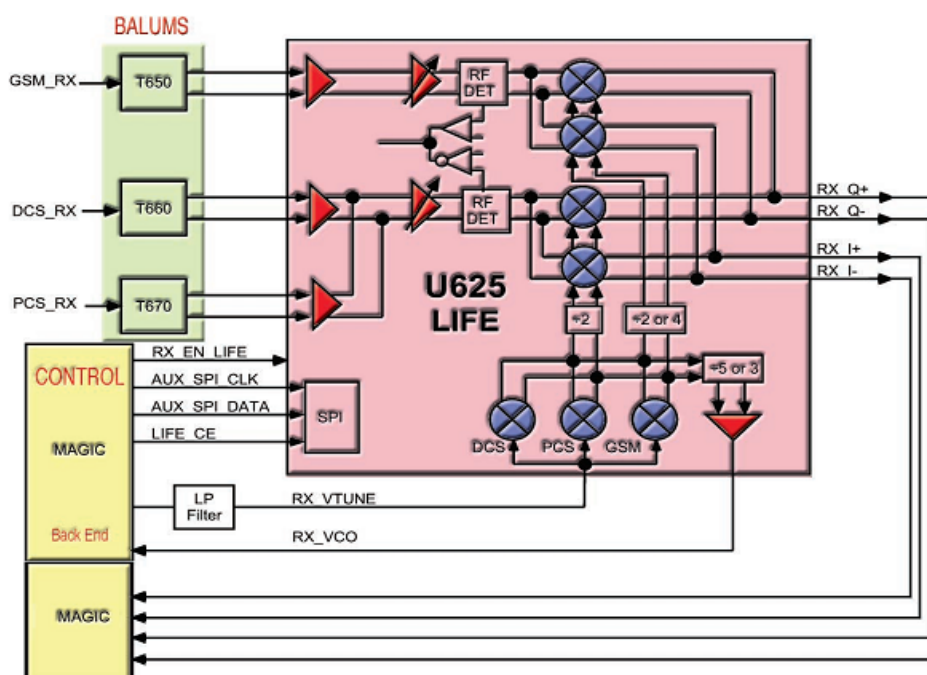 BALUMS
GSM_RX
T650
RF
DET
DCS_RX
T660
RF
DET
RX Q+
RX Q-
RX I+
RX I-
PCS_RX
T670
U625
LIFE
÷2
÷2 or 4
÷5 or 3
CONTROL
MAGIC
Back End
RX_EN_LIFE
AUX_SPI_CLK
AUX_SPI_DATA
LIFE_CE
SPI
DCS
PCS
GSM
LP
Filter
RX_VTUNE
RX_VCO
MAGIC